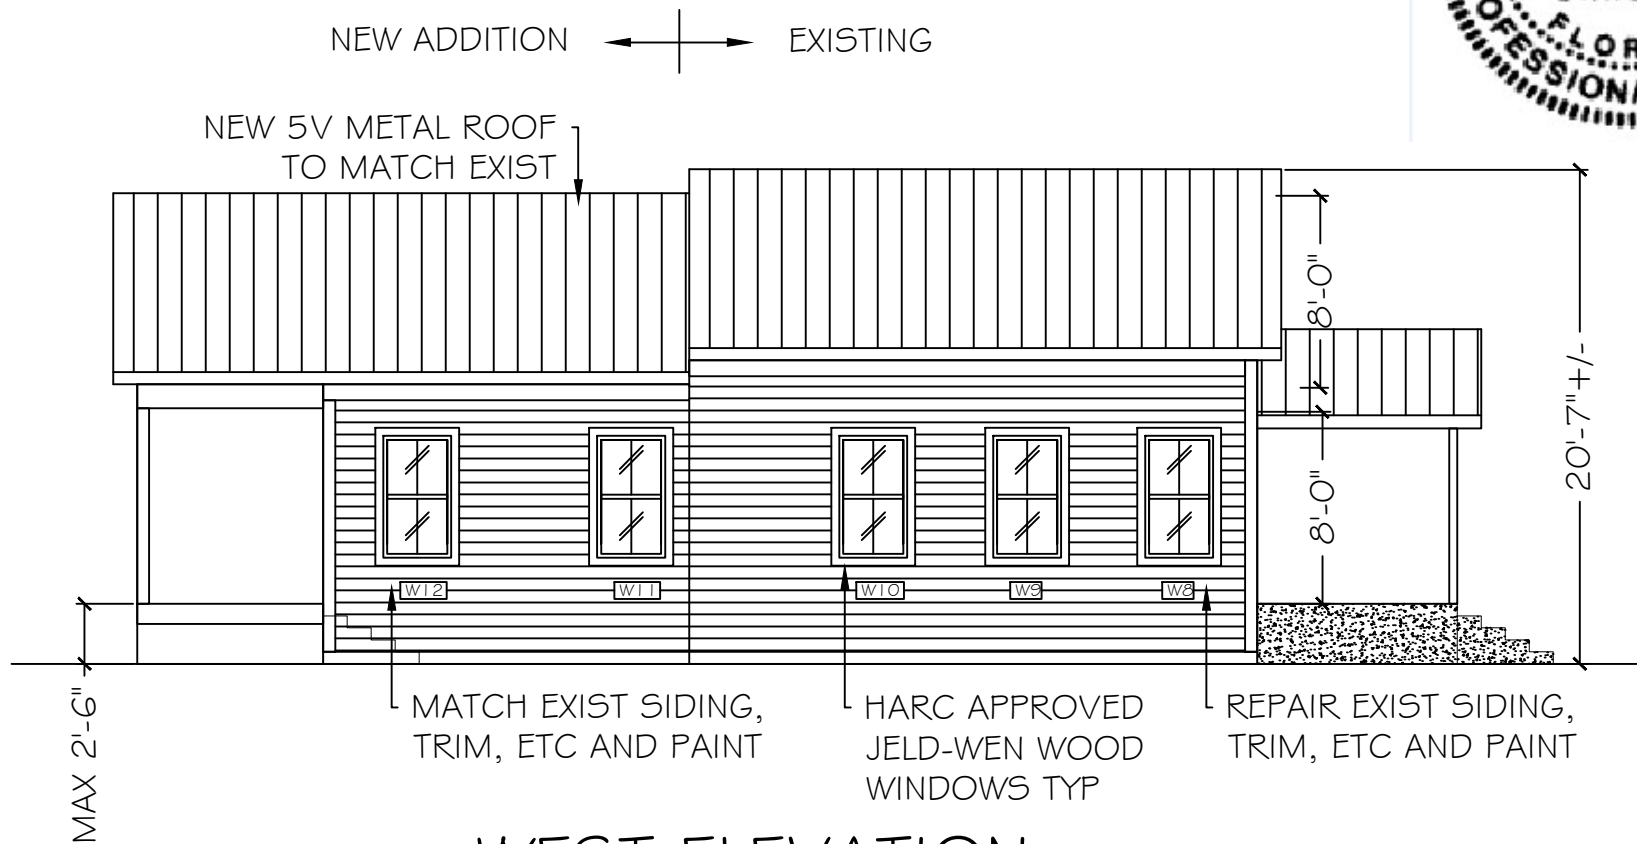 NEW ADDITION
EXISTING
NEW 5V METAL ROOF
TO MATCH EXIST
8'-0"
20'-7"+/-
8'-0"
W12
W11
W10
W9
W8
MAX 2'-6"
MATCH EXIST SIDING,
TRIM, ETC AND PAINT
HARC APPROVED
JELD-WEN WOOD
WINDOWS TYP
REPAIR EXIST SIDING,
TRIM, ETC AND PAINT
WEST ELEVATION